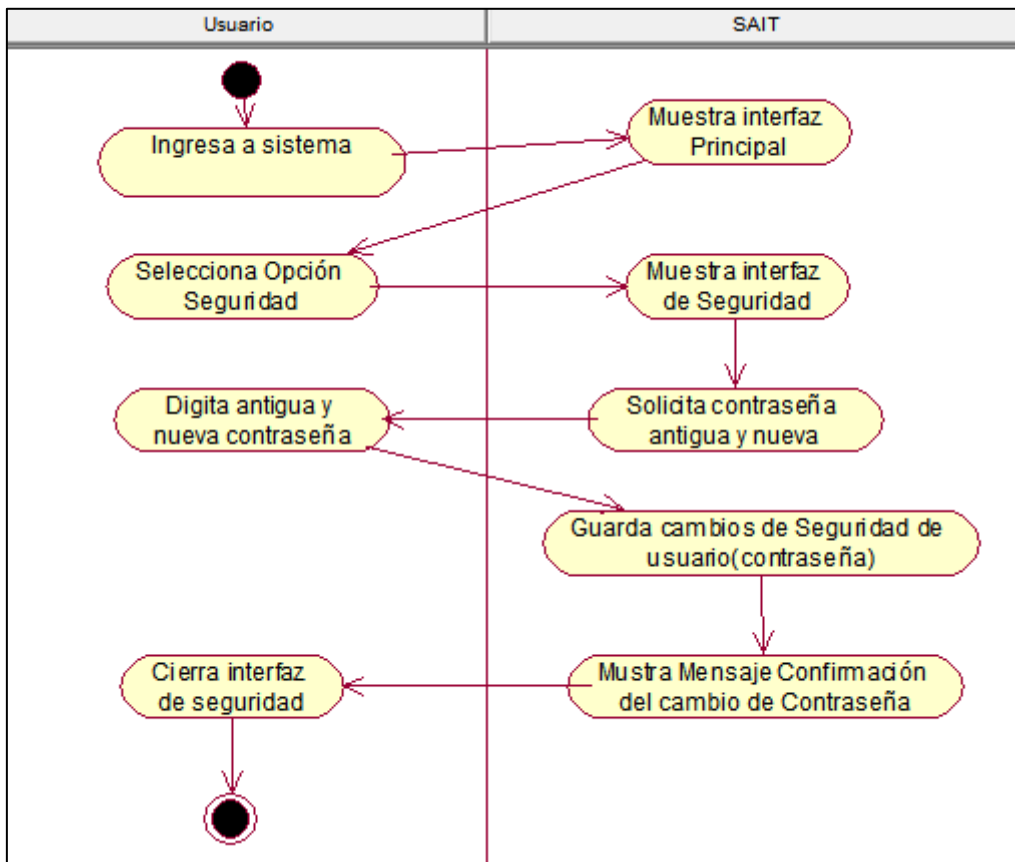 Usuario
SAIT
Ingresa a sistema
Muestra interfaz
Principal
Selecciona Opción
Seguridad
Muestra interfaz
de Seguridad
Digita antigua y
nueva contraseña
Solicita contraseña
antigua y nueva
Guarda cambios de Seguridad de
usuario(contraseña)
Cierra interfaz
de seguridad
Mustra Mensaje Confirmación
del cambio de Contraseña